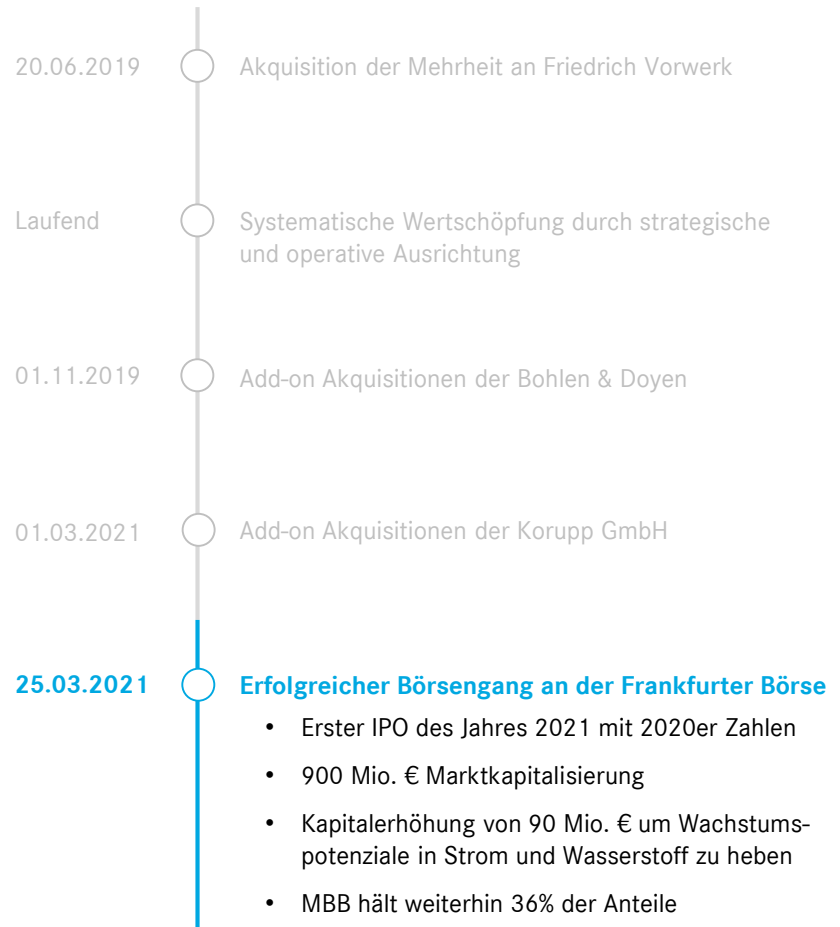 20.06.2019 Akquisition der Mehrheit an Friedrich Vorwerk
Laufend Systematische Wertschöpfung durch strategische
und operative Ausrichtung
01.11.2019 Add-on Akquisitionen der Bohlen & Doyen
01.03.2021 Add-on Akquisitionen der Korupp GmbH
25.03.2021 Erfolgreicher Börsengang an der Frankfurter Börse
• Erster IPO des Jahres 2021 mit 2020er Zahlen
• 900 Mio. € Marktkapitalisierung
• Kapitalerhöhung von 90 Mio. € um Wachstums-
potenziale in Strom und Wasserstoff zu heben
• MBB hält weiterhin 36% der Anteile